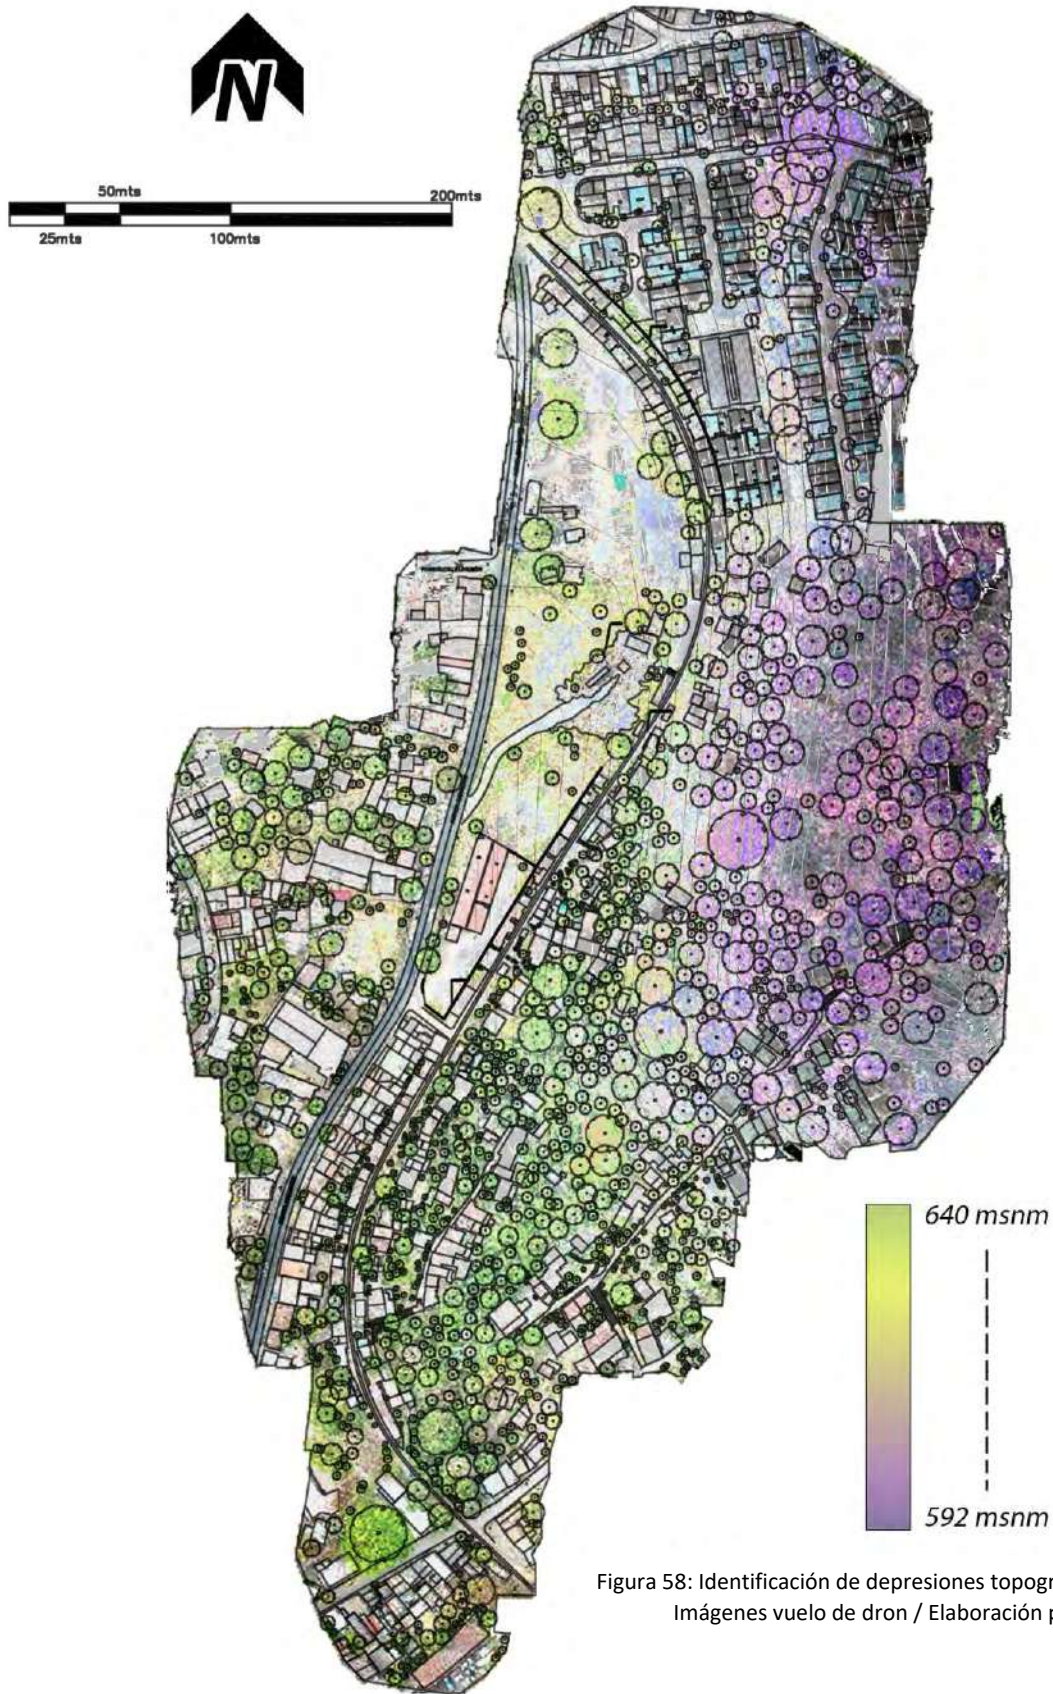 N
50mts 200mts
25mts 100mts
640 msnm
592 msnm
Figura 58: Identificación de depresiones topogr
Imágenes vuelo de dron / Elaboración p